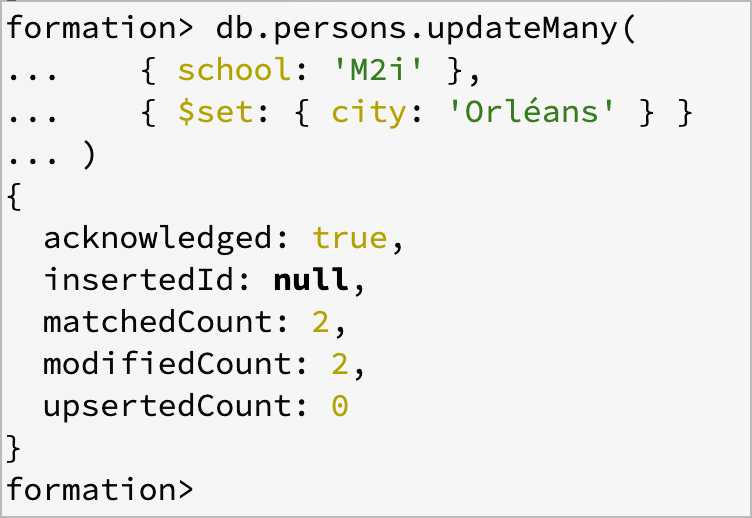 formation> db.persons.updateMany(
...    { school: 'M2i' },
...    { $set: { city: 'Orléans' } }
... )
{
  acknowledged: true,
  insertedId: null,
  matchedCount: 2,
  modifiedCount: 2,
  upsertedCount: 0
}
formation>